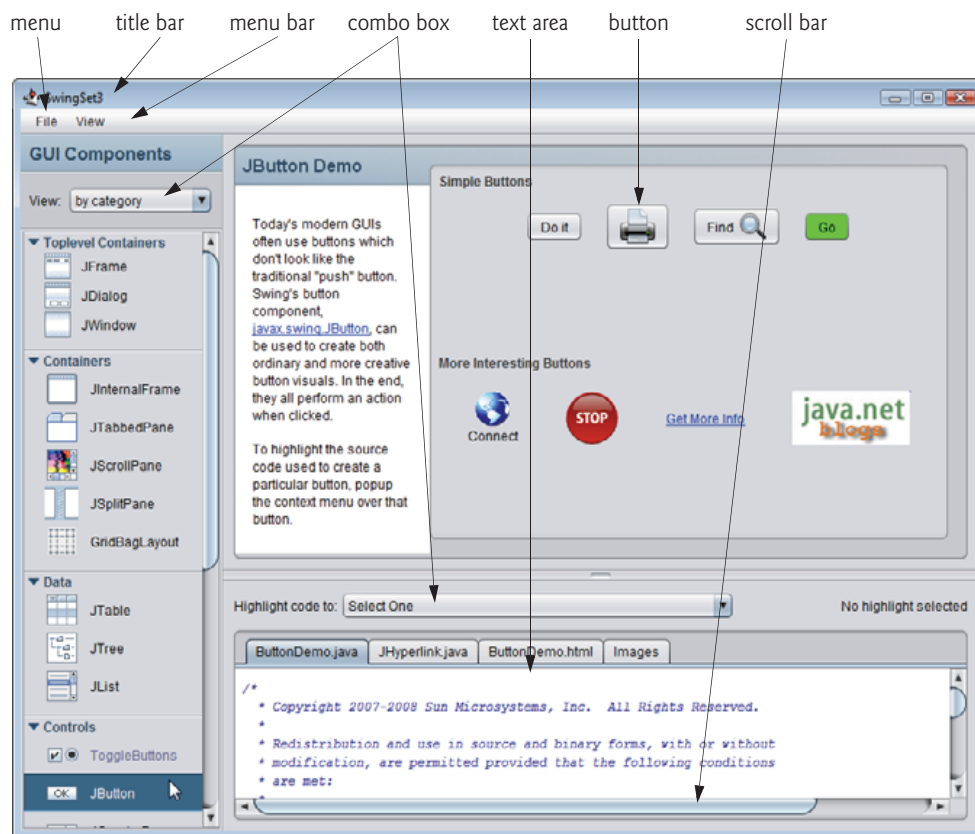 menu title bar menu bar combo box text area button scroll bar
SwingSet3
File View
GUI Components
View: by category
Toplevel Containers
JFrame
JDialog
JWindow
Containers
JInternalFrame
JTabbedPane
JScrollPane
JSplitPane
GridBagLayout
Data
JTable
JTree
JList
Controls
ToggleButtons
OK JButton
JButton Demo
Today's modern GUIs
often use buttons which
don't look like the
traditional "push" button.
Swing's button
component,
javax.swing.JButton, can
be used to create both
ordinary and more creative
button visuals. In the end,
they all perform an action
when clicked.
To highlight the source
code used to create a
particular button, popup
the context menu over that
button.
Simple Buttons
Do it Find Go
More Interesting Buttons
Connect
STOP
Get More Info
java.net
blogs
Highlight code to: Select One No highlight selected
ButtonDemo.java JHyperlink.java ButtonDemo.html Images
/*
* Copyright 2007-2008 Sun Microsystems, Inc. All Rights Reserved.
*
* Redistribution and use in source and binary forms, with or without
* modification, are permitted provided that the following conditions
* are met:
*